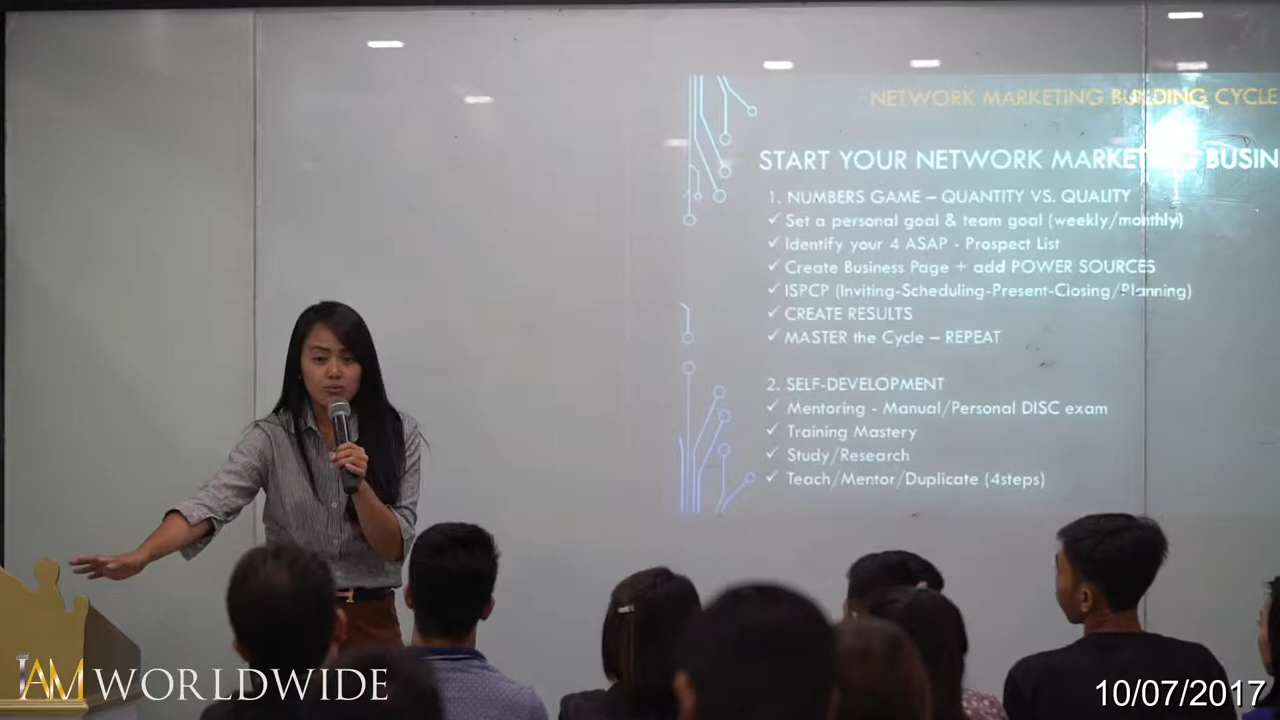 NETWORK MARKETING BUILDING CYCLE
START YOUR NETWORK MARKETING BUSIN
1. NUMBERS GAME – QUANTITY VS. QUALITY
✓ Set a personal goal & team goal (weekly/monthly)
✓ Identify your 4 ASAP - Prospect List
✓ Create Business Page + add POWER SOURCES
✓ ISPCP (Inviting-Scheduling-Present-Closing/Planning)
✓ CREATE RESULTS
✓ MASTER the Cycle – REPEAT
2. SELF-DEVELOPMENT
✓ Mentoring - Manual/Personal DISC exam
✓ Training Mastery
✓ Study/Research
✓ Teach/Mentor/Duplicate (4steps)
IAM WORLDWIDE
10/07/2017